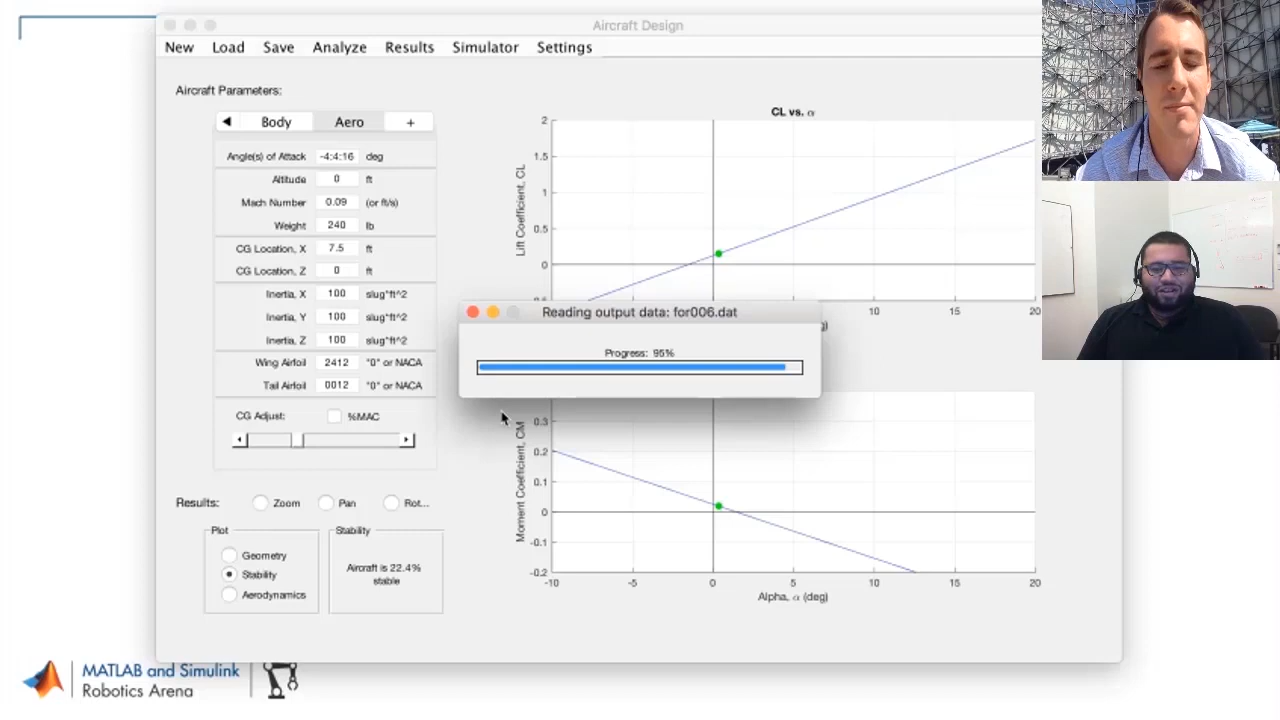 Aircraft Design
New Load Save Analyze Results Simulator Settings
Aircraft Parameters:
Body Aero +
Angle(s) of Attack -4:4:16 deg
Altitude 0 ft
Mach Number 0.09 (or ft/s)
Weight 240 lb
CG Location, X 7.5 ft
CG Location, Z 0 ft
Inertia, X 100 slug*ft^2
Inertia, Y 100 slug*ft^2
Inertia, Z 100 slug*ft^2
Wing Airfoil 2412 "0" or NACA
Tail Airfoil 0012 "0" or NACA
CG Adjust: %MAC
Results: Zoom Pan Rot...
Plot
Geometry
Stability
Aerodynamics
Stability
Aircraft is 22.4%
stable
CL vs. α
Lift Coefficient, CL
2
1.5
1
0.5
0
10 15 20
Reading output data: for006.dat
Progress: 95%
Moment Coefficient, CM
0.3
0.2
0.1
0
-0.1
-0.2
-10 -5 0 5 10 15 20
Alpha, α (deg)
MATLAB and Simulink
Robotics Arena